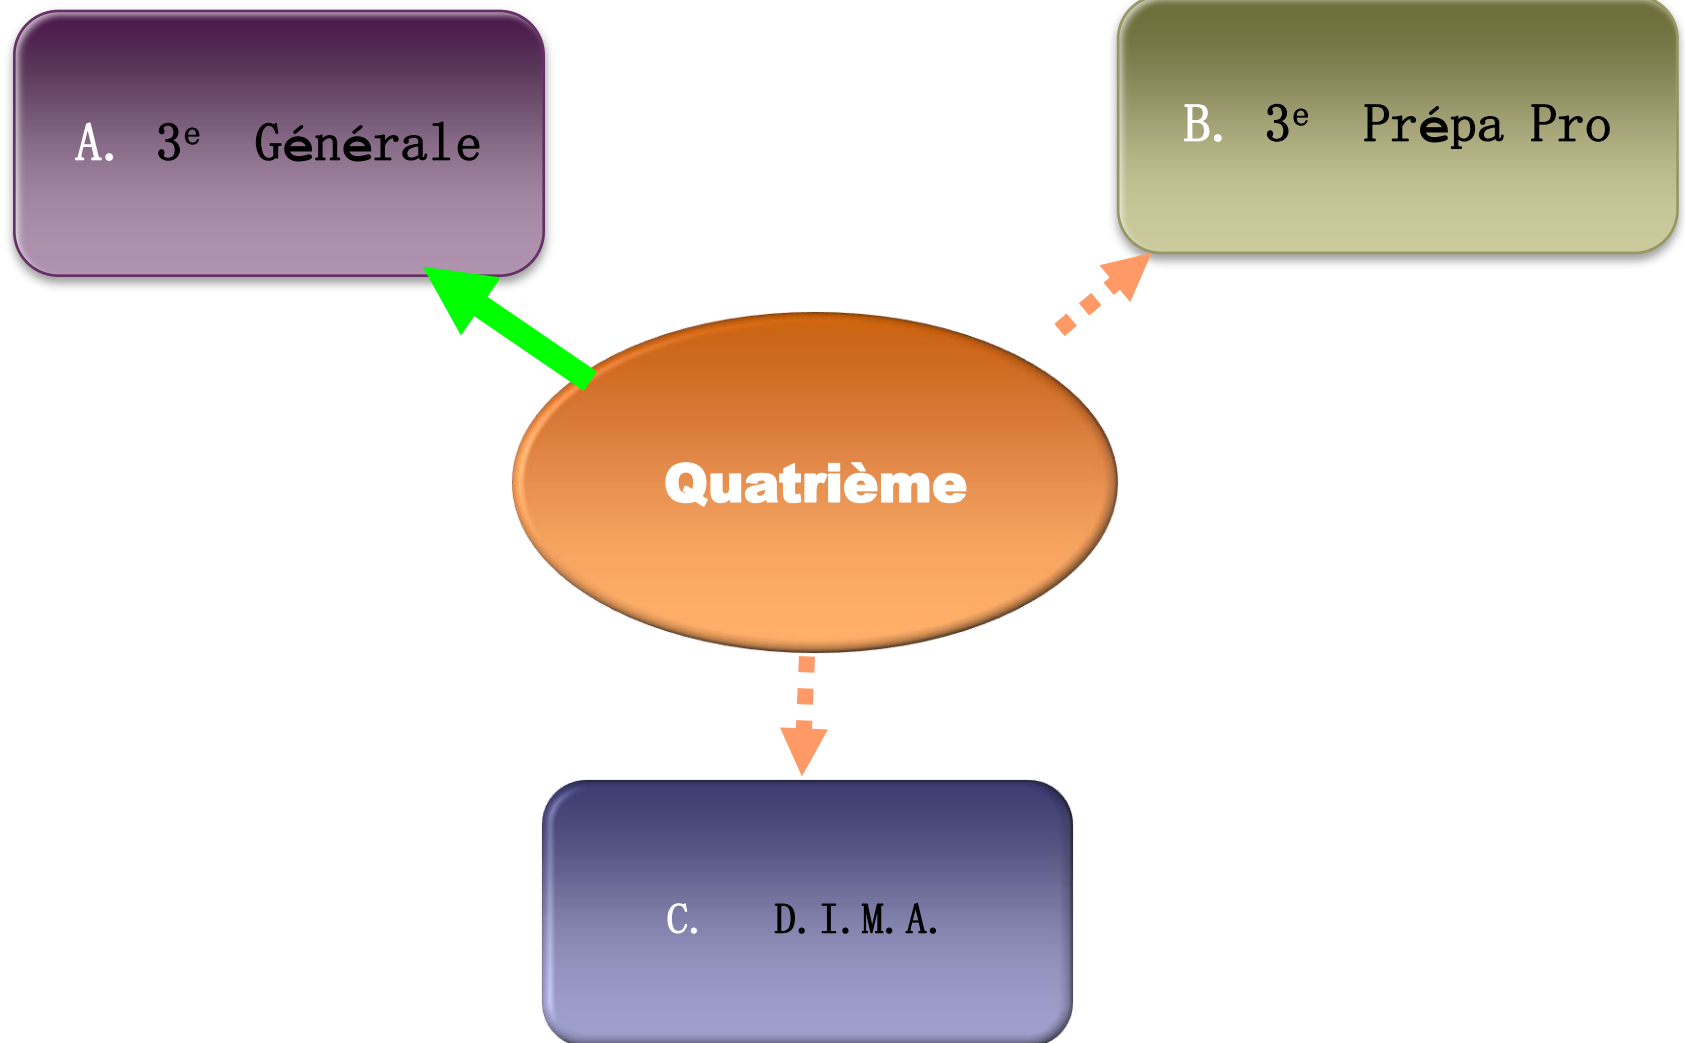 A. 3ᵉ Générale
B. 3ᵉ Prépa Pro
Quatrième
C. D.I.M.A.